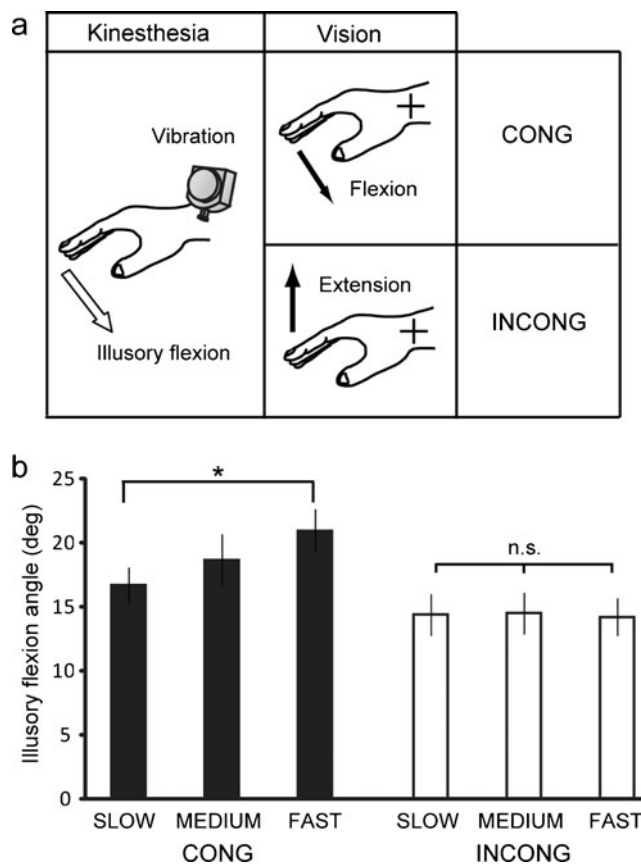 a
Kinesthesia Vision
Vibration
Illusory flexion
Flexion
CONG
Extension
INCONG
b
Illusory flexion angle (deg)
25
20
15
10
5
0
*
n.s.
SLOW MEDIUM FAST SLOW MEDIUM FAST
CONG INCONG